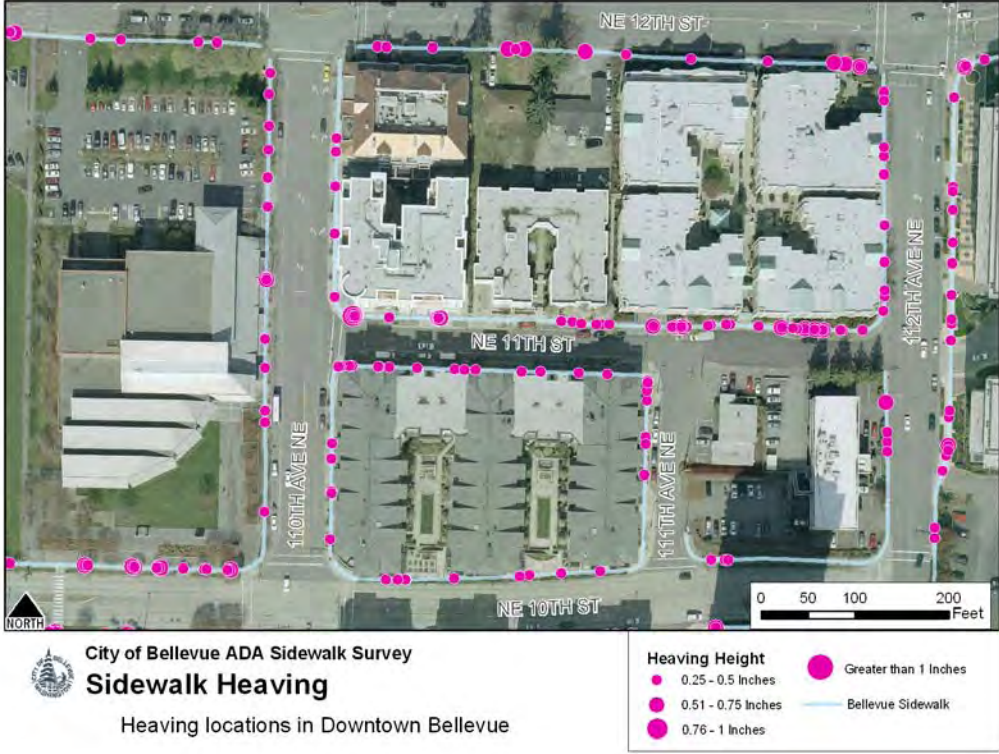 NE 12TH ST
112TH AVE NE
NE 11TH ST
110TH AVE NE
111TH AVE NE
NE 10TH ST
0 50 100 200
Feet
NORTH
City of Bellevue ADA Sidewalk Survey
Sidewalk Heaving
Heaving locations in Downtown Bellevue
Heaving Height
0.25 - 0.5 Inches
0.51 - 0.75 Inches
0.76 - 1 Inches
Greater than 1 Inches
Bellevue Sidewalk